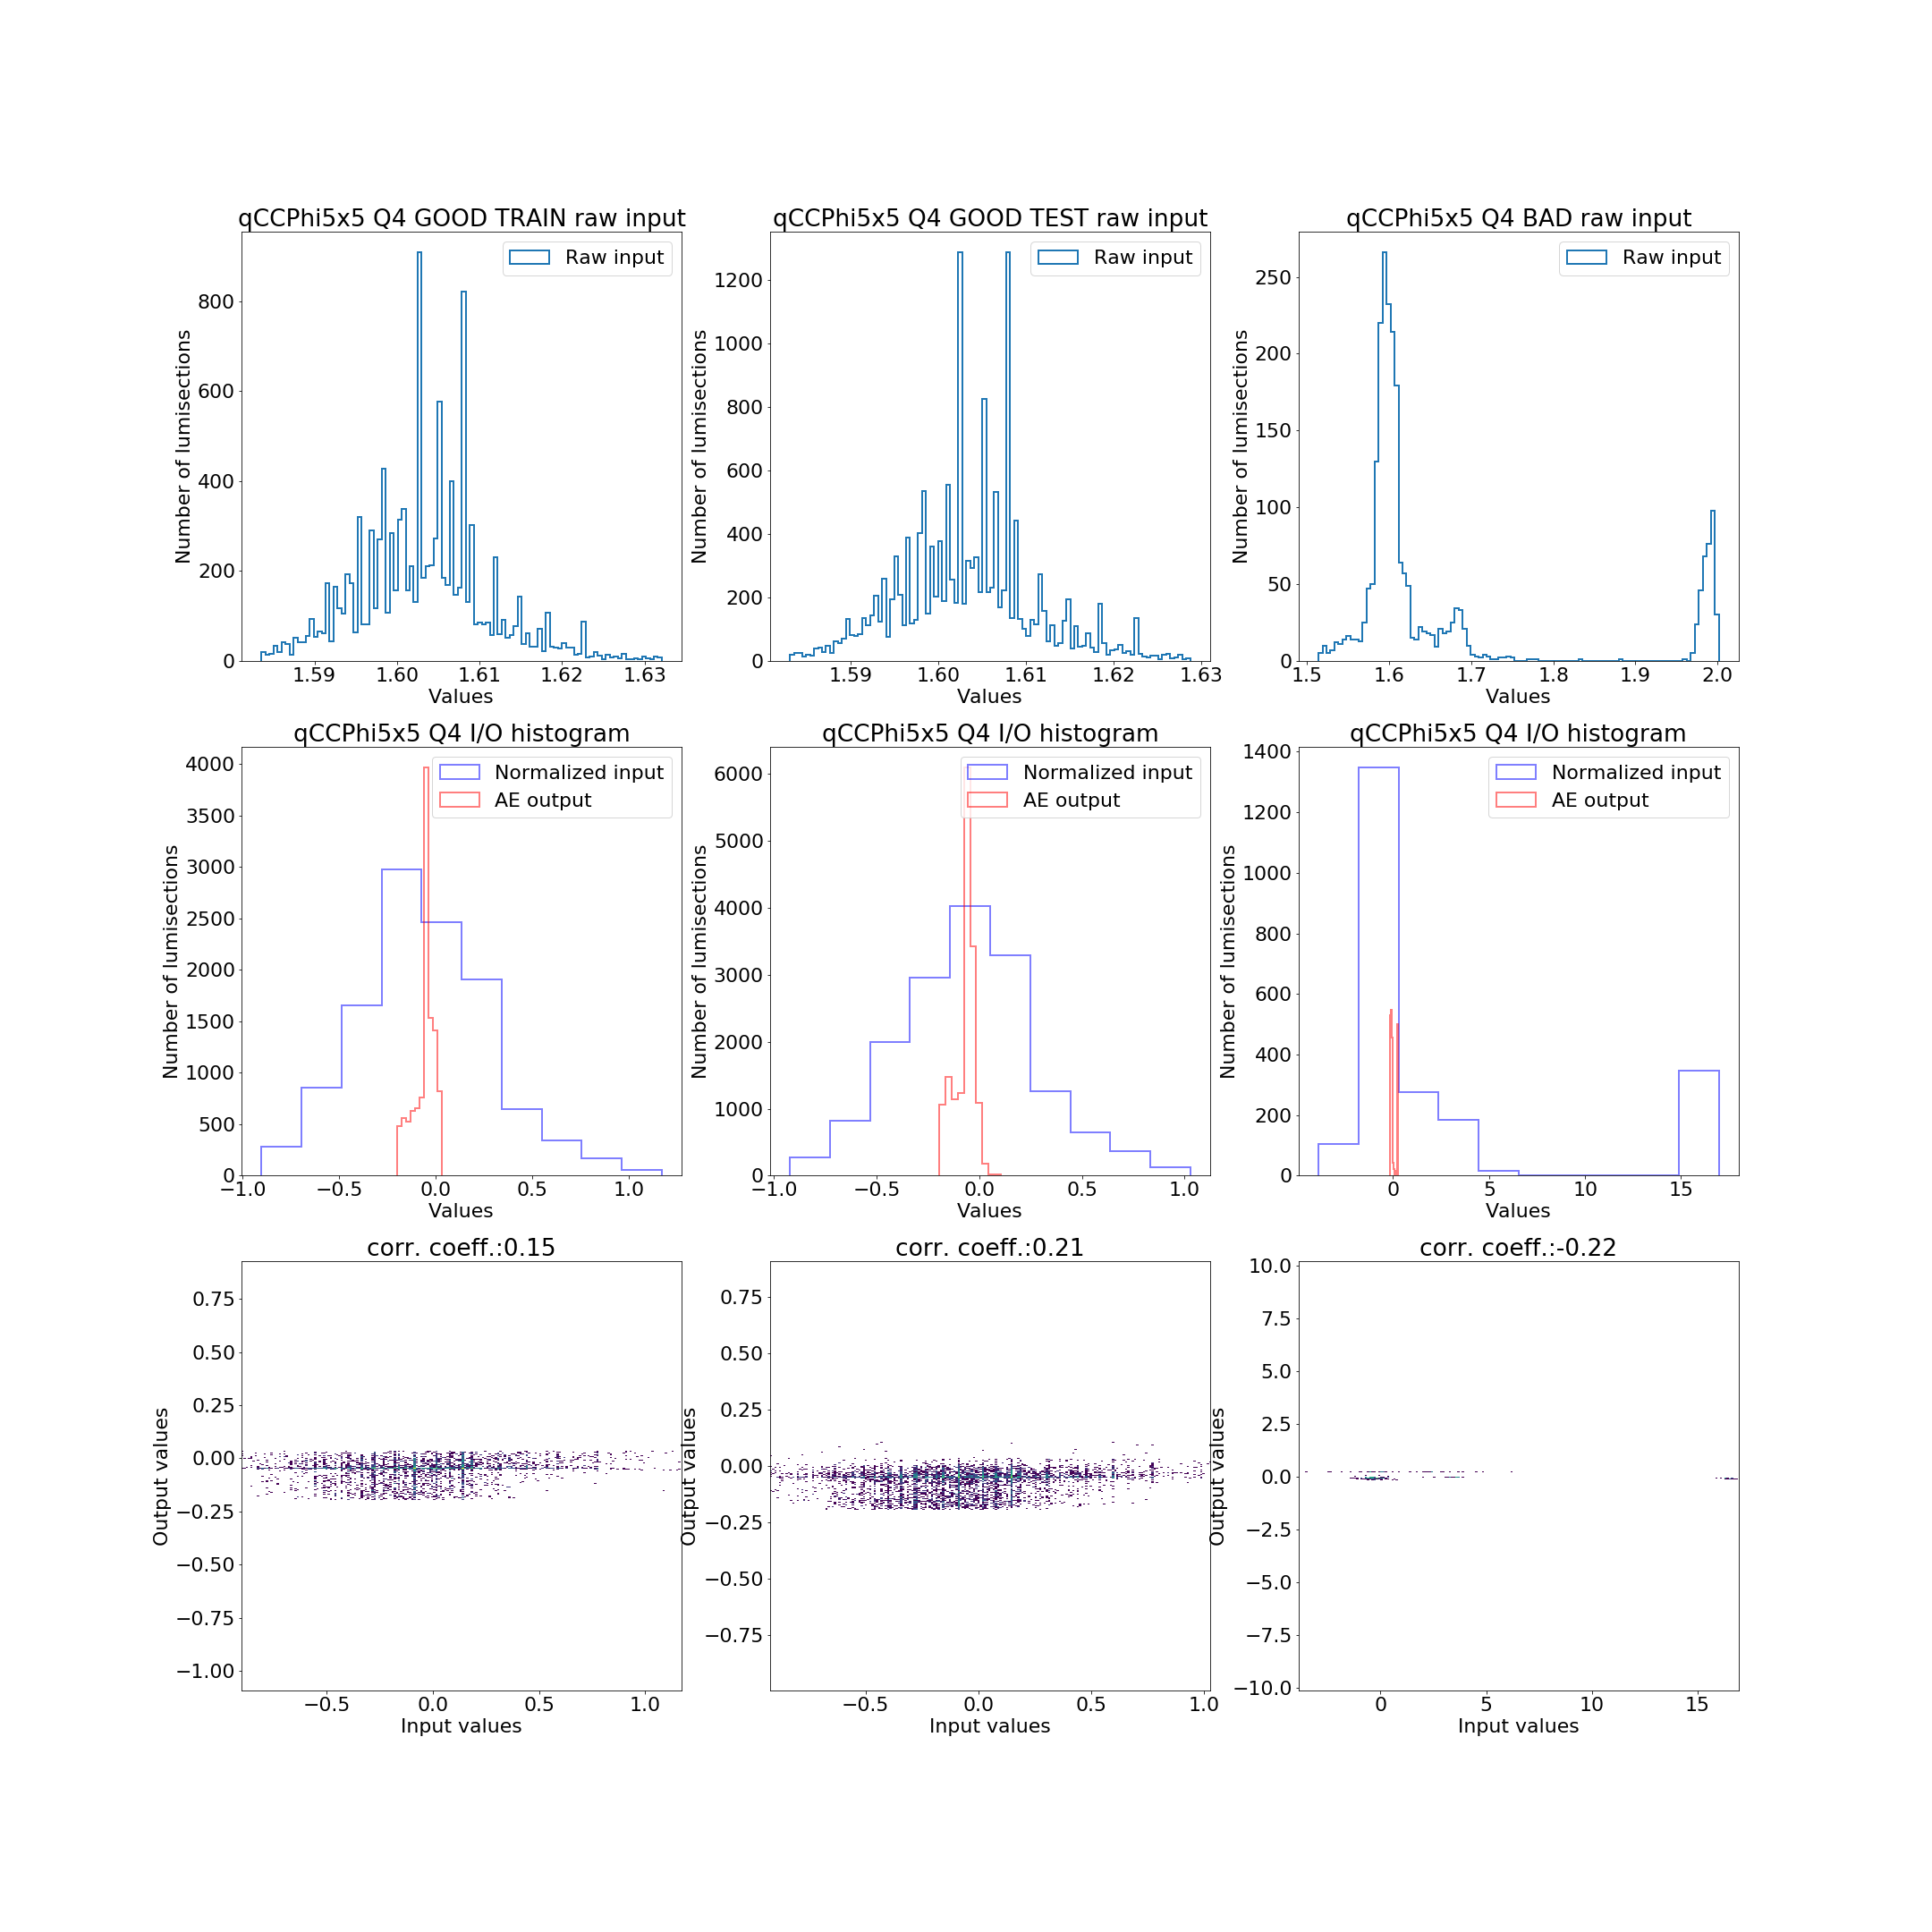 qCCPhi5x5 Q4 GOOD TRAIN raw input
Raw input
Number of lumisections
800
600
400
200
0
1.59 1.60 1.61 1.62 1.63
Values
qCCPhi5x5 Q4 GOOD TEST raw input
Raw input
Number of lumisections
1200
1000
800
600
400
200
0
1.59 1.60 1.61 1.62 1.63
Values
qCCPhi5x5 Q4 BAD raw input
Raw input
Number of lumisections
250
200
150
100
50
0
1.5 1.6 1.7 1.8 1.9 2.0
Values
qCCPhi5x5 Q4 I/O histogram
Normalized input
AE output
Number of lumisections
4000
3500
3000
2500
2000
1500
1000
500
0
−1.0 −0.5 0.0 0.5 1.0
Values
qCCPhi5x5 Q4 I/O histogram
Normalized input
AE output
Number of lumisections
6000
5000
4000
3000
2000
1000
0
−1.0 −0.5 0.0 0.5 1.0
Values
qCCPhi5x5 Q4 I/O histogram
Normalized input
AE output
Number of lumisections
1400
1200
1000
800
600
400
200
0
0 5 10 15
Values
corr. coeff.:0.15
Output values
0.75
0.50
0.25
0.00
−0.25
−0.50
−0.75
−1.00
−0.5 0.0 0.5 1.0
Input values
corr. coeff.:0.21
Output values
0.75
0.50
0.25
0.00
−0.25
−0.50
−0.75
−0.5 0.0 0.5 1.0
Input values
corr. coeff.:-0.22
Output values
10.0
7.5
5.0
2.5
0.0
−2.5
−5.0
−7.5
−10.0
0 5 10 15
Input values